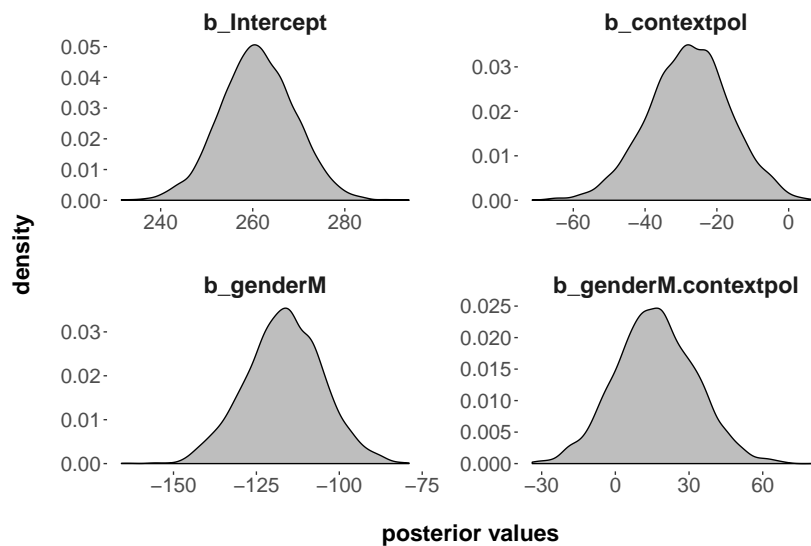 b_Intercept
0.05
0.04
0.03
0.02
0.01
0.00
240 260 280
b_contextpol
0.03
0.02
0.01
0.00
−60 −40 −20 0
density
b_genderM
0.03
0.02
0.01
0.00
−150 −125 −100 −75
b_genderM.contextpol
0.025
0.020
0.015
0.010
0.005
0.000
−30 0 30 60
posterior values